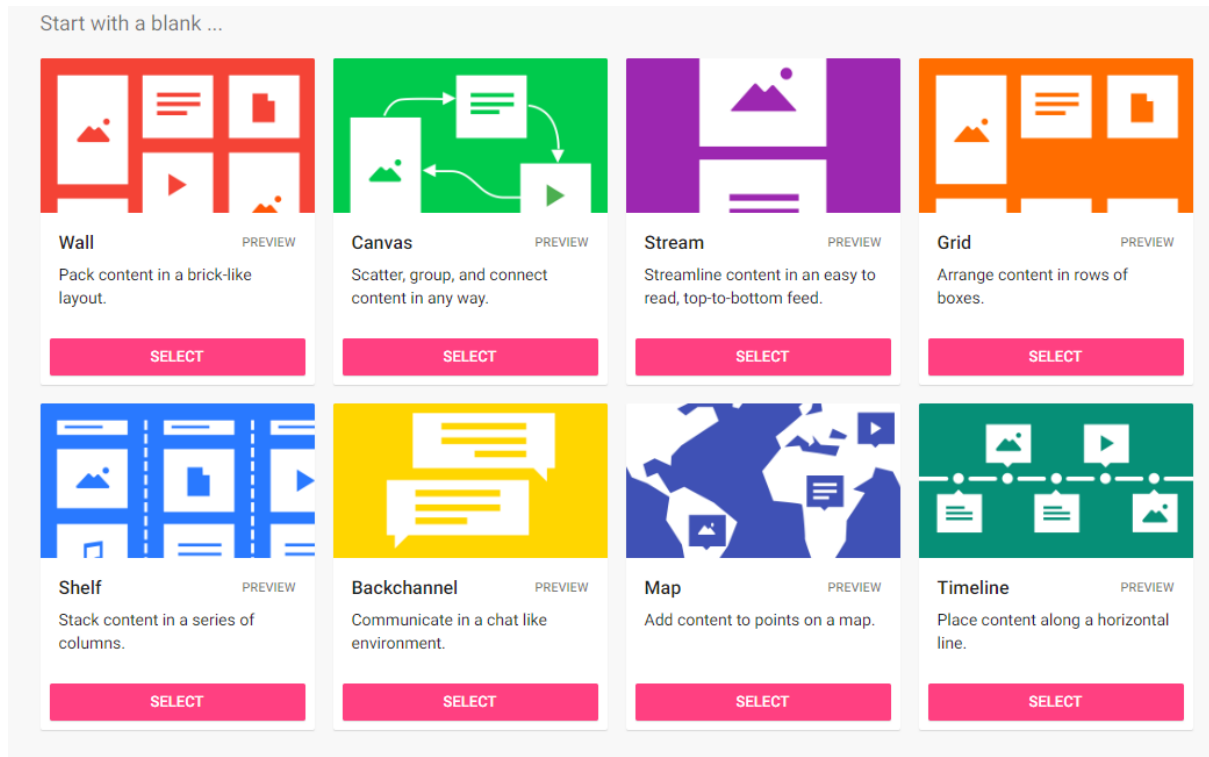 Start with a blank ...
Wall PREVIEW
Pack content in a brick-like
layout.
SELECT
Canvas PREVIEW
Scatter, group, and connect
content in any way.
SELECT
Stream PREVIEW
Streamline content in an easy to
read, top-to-bottom feed.
SELECT
Grid PREVIEW
Arrange content in rows of
boxes.
SELECT
Shelf PREVIEW
Stack content in a series of
columns.
SELECT
Backchannel PREVIEW
Communicate in a chat like
environment.
SELECT
Map PREVIEW
Add content to points on a map.
SELECT
Timeline PREVIEW
Place content along a horizontal
line.
SELECT